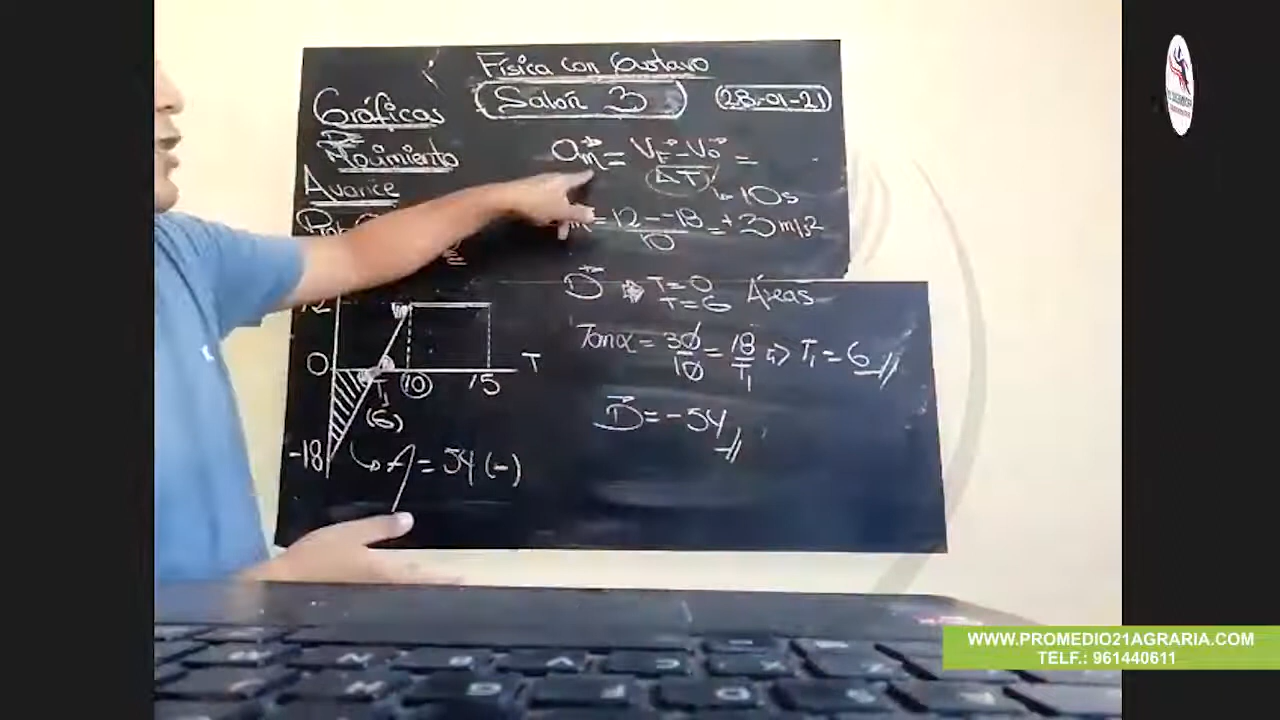 Física con Gustavo
Salón 3
(28-01-21)
Gráficas
De
Movimiento
Avance
am = VF - Vo =
ΔT
10s
m = 12 - -18 = +3 m/s²
10
D T=0
T=6 Áreas
Tanα = 30/10 = 18/T1 => T1 = 6
D = -54
0
T
T1
10
15
(6)
-18
A = 54 (-)
WWW.PROMEDIO21AGRARIA.COM
TELF.: 961440611